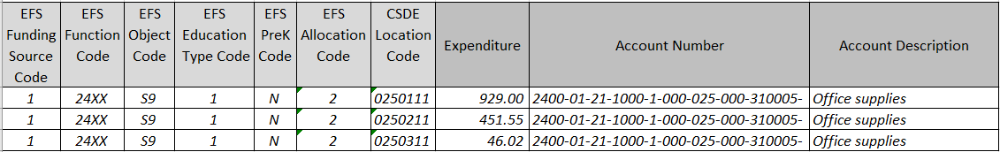 EFS Funding Source Code | EFS Function Code | EFS Object Code | EFS Education Type Code | EFS PreK Code | EFS Allocation Code | CSDE Location Code | Expenditure | Account Number | Account Description
1 | 24XX | S9 | 1 | N | 2 | 0250111 | 929.00 | 2400-01-21-1000-1-000-025-000-310005- | Office supplies
1 | 24XX | S9 | 1 | N | 2 | 0250211 | 451.55 | 2400-01-21-1000-1-000-025-000-310005- | Office supplies
1 | 24XX | S9 | 1 | N | 2 | 0250311 | 46.02 | 2400-01-21-1000-1-000-025-000-310005- | Office supplies